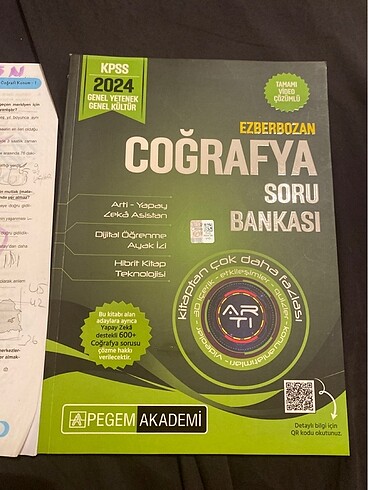 KPSS
2024
GENEL YETENEK
GENEL KÜLTÜR
TAMAMI
VİDEO
ÇÖZÜMLÜ
EZBERBOZAN
COĞRAFYA
SORU
BANKASI
Arti - Yapay
Zekâ Asistan
Dijital Öğrenme
Ayak İzi
Hibrit Kitap
Teknolojisi
kitaptan çok daha fazlası
AR
TI
Bu kitabı alan
adaylara ayrıca
Yapay Zekâ
destekli 600+
Coğrafya sorusu
çözme hakkı
verilecektir.
PEGEM AKADEMİ
Detaylı bilgi için
QR kodu okutunuz.